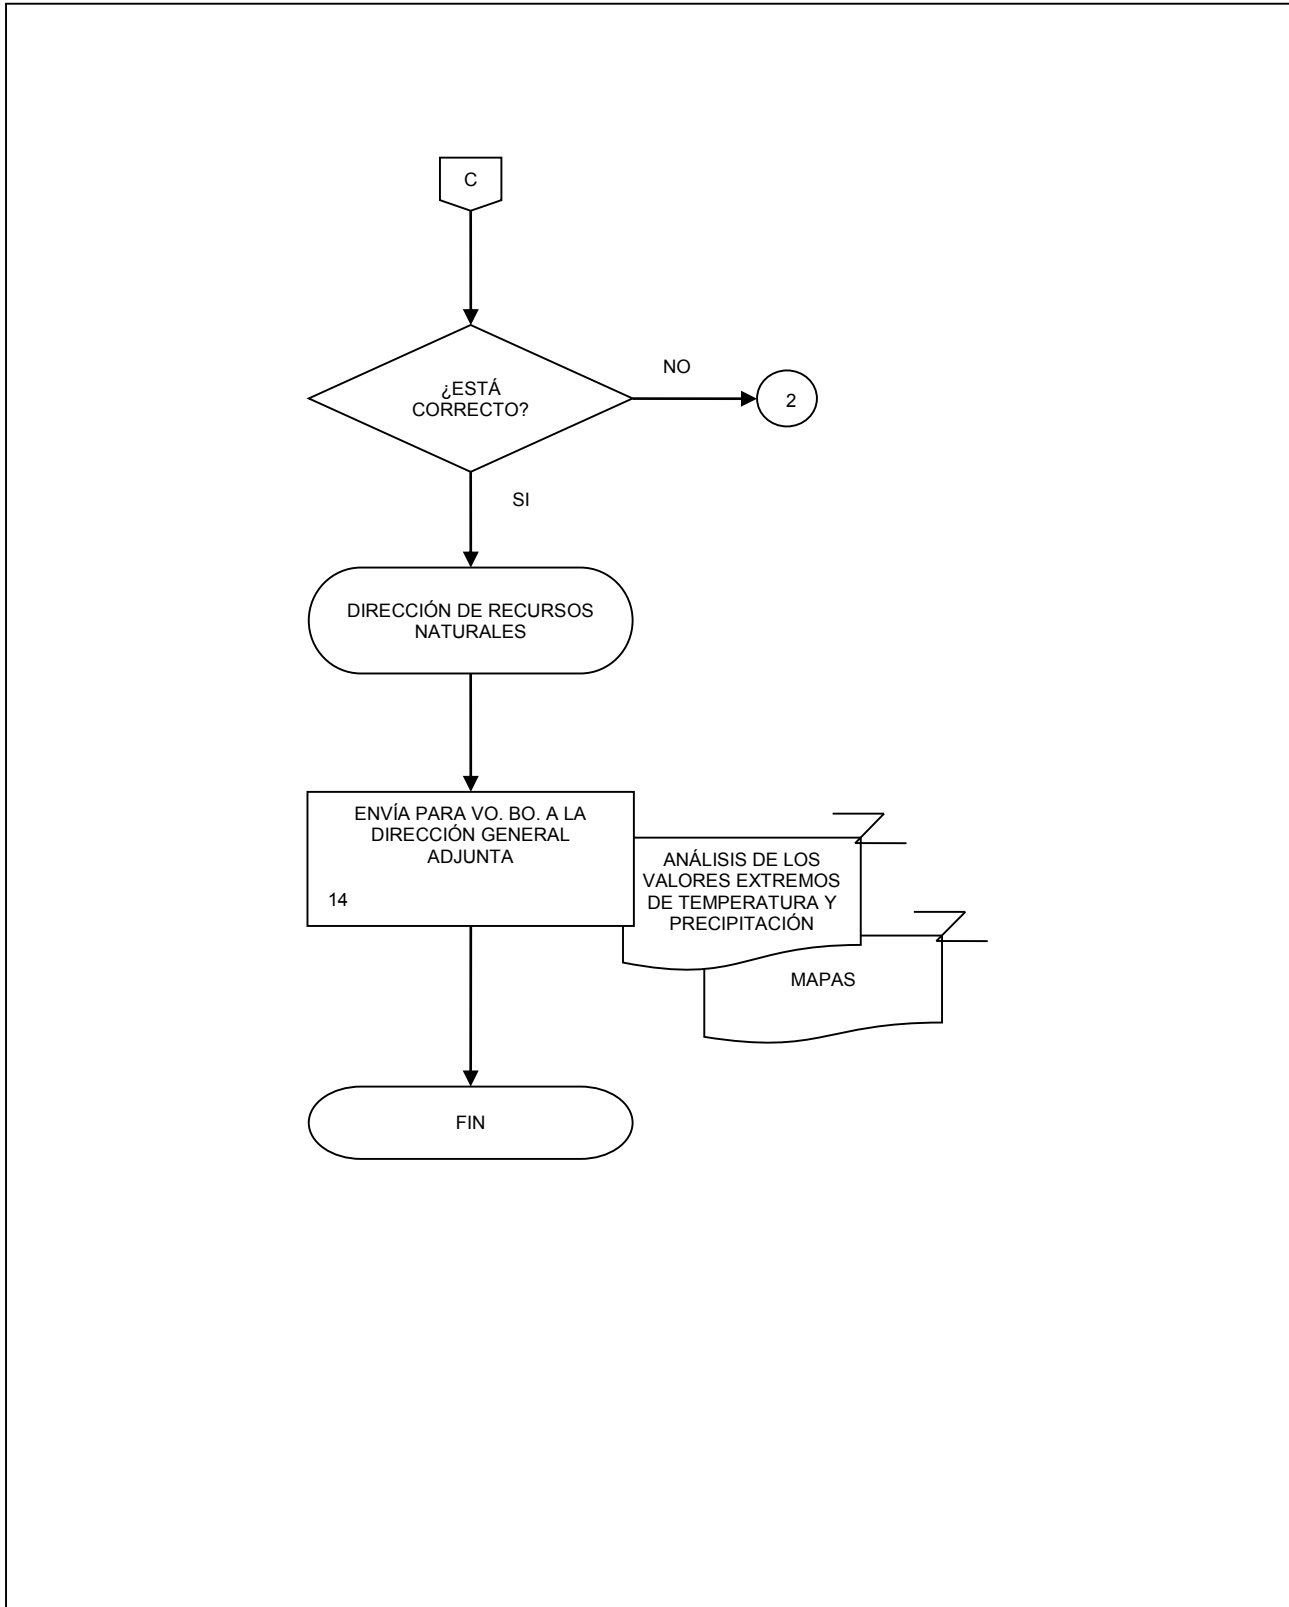 C
¿ESTÁ
CORRECTO?
NO
2
SI
DIRECCIÓN DE RECURSOS
NATURALES
ENVÍA PARA VO. BO. A LA
DIRECCIÓN GENERAL
ADJUNTA
14
ANÁLISIS DE LOS
VALORES EXTREMOS
DE TEMPERATURA Y
PRECIPITACIÓN
MAPAS
FIN